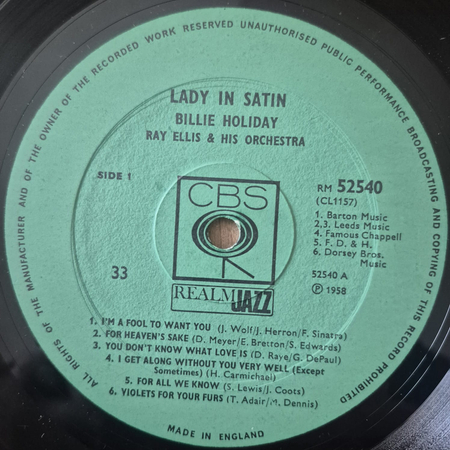 ALL RIGHTS OF THE MANUFACTURER AND OF THE OWNER OF THE RECORDED WORK RESERVED UNAUTHORISED PUBLIC PERFORMANCE BROADCASTING AND COPYING OF THIS RECORD PROHIBITED
LADY IN SATIN
BILLIE HOLIDAY
RAY ELLIS & HIS ORCHESTRA
SIDE 1
CBS
RM 52540
(CL1157)
1. Barton Music
2,3. Leeds Music
4. Famous Chappell
5. F. D. & H.
6. Dorsey Bros.
Music
33
52540 A
℗ 1958
REALM JAZZ
1. I'M A FOOL TO WANT YOU (J. Wolf/J. Herron/F. Sinatra)
2. FOR HEAVEN'S SAKE (D. Meyer/E. Bretton/S. Edwards)
3. YOU DON'T KNOW WHAT LOVE IS (D. Raye/G. DePaul)
4. I GET ALONG WITHOUT YOU VERY WELL (Except
Sometimes) (H. Carmichael)
5. FOR ALL WE KNOW (S. Lewis/J. Coots)
6. VIOLETS FOR YOUR FURS (T. Adair/M. Dennis)
MADE IN ENGLAND